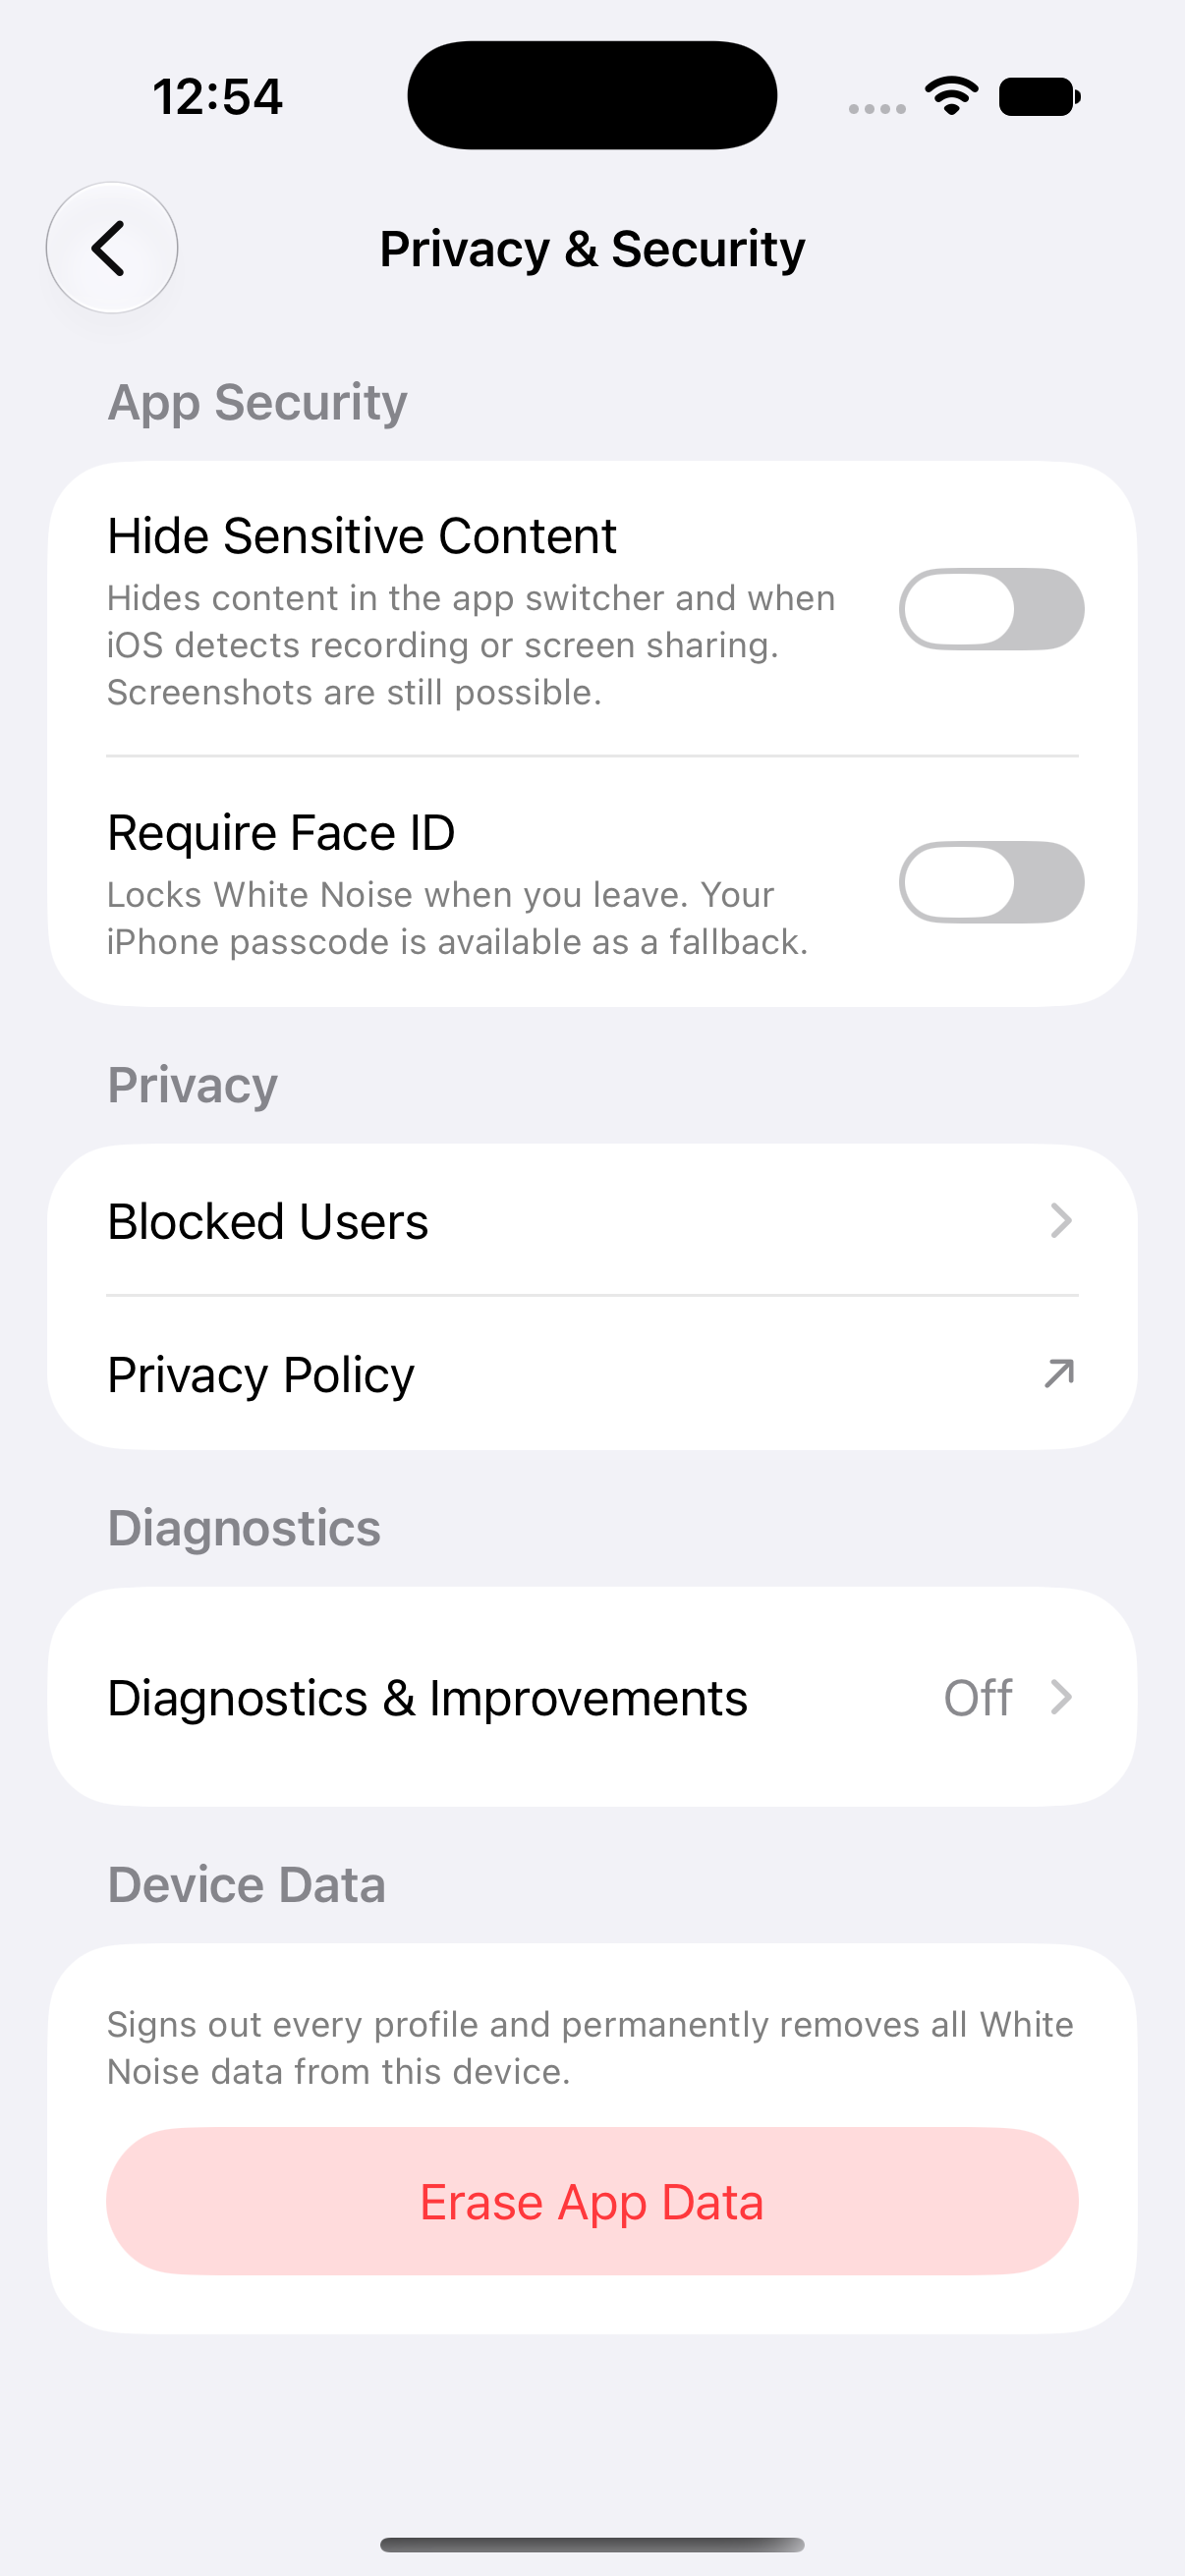 12:54
Privacy & Security
App Security
Hide Sensitive Content
Hides content in the app switcher and when
iOS detects recording or screen sharing.
Screenshots are still possible.
Require Face ID
Locks White Noise when you leave. Your
iPhone passcode is available as a fallback.
Privacy
Blocked Users
Privacy Policy
Diagnostics
Diagnostics & Improvements Off
Device Data
Signs out every profile and permanently removes all White
Noise data from this device.
Erase App Data